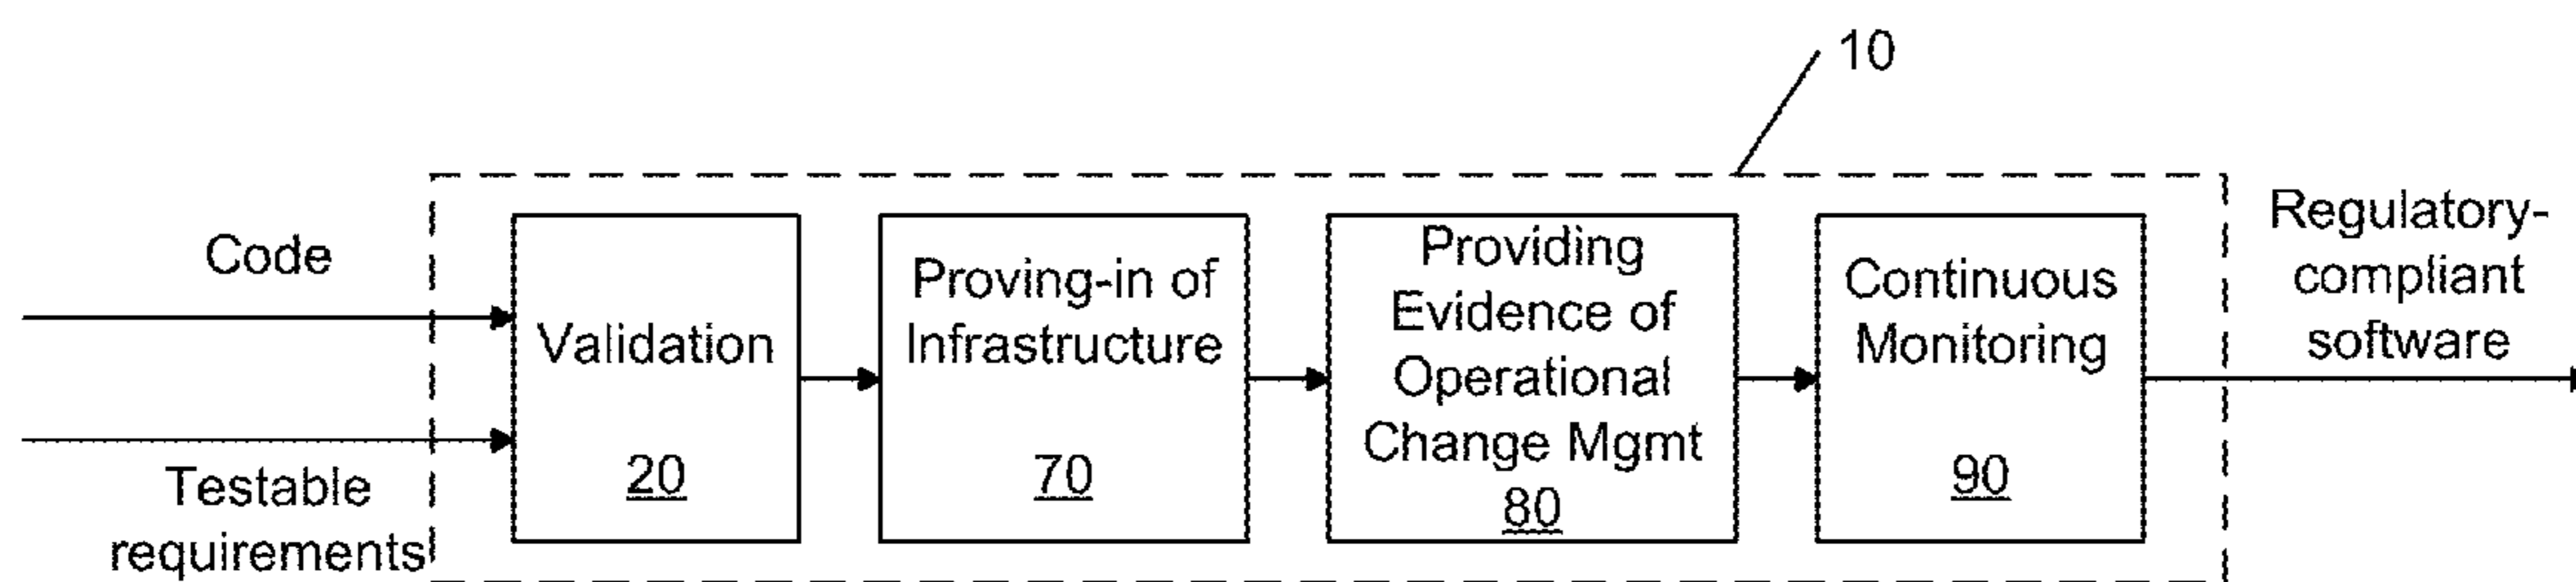 10
Code
Testable
requirements
Validation
20
Proving-in of
Infrastructure
70
Providing
Evidence of
Operational
Change Mgmt
80
Continuous
Monitoring
90
Regulatory-
compliant
software